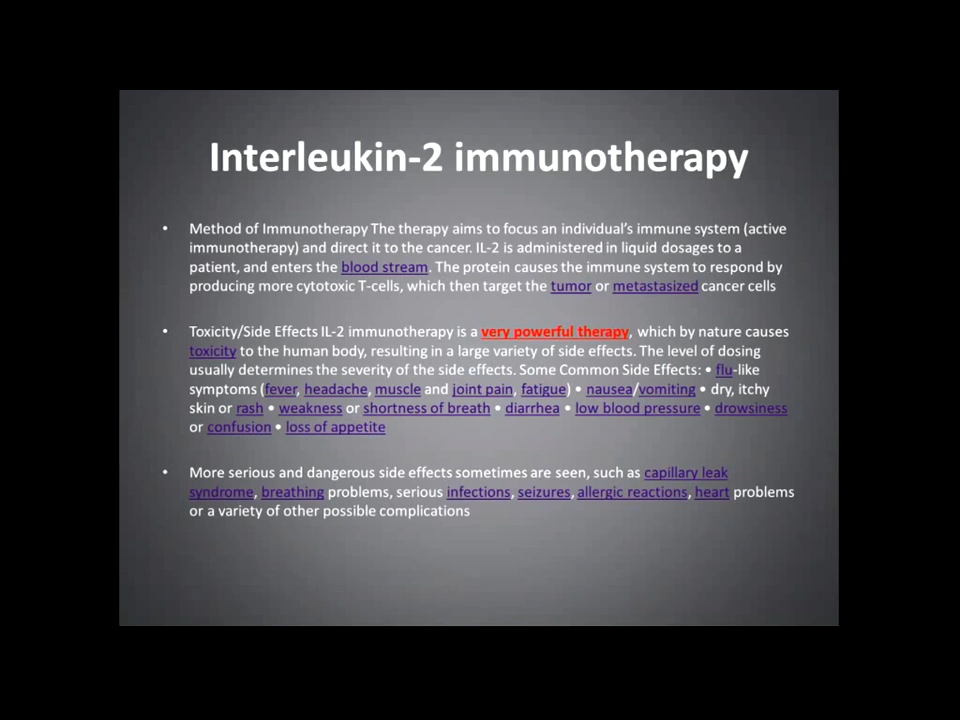 Interleukin-2 immunotherapy
• Method of Immunotherapy The therapy aims to focus an individual's immune system (active
immunotherapy) and direct it to the cancer. IL-2 is administered in liquid dosages to a
patient, and enters the blood stream. The protein causes the immune system to respond by
producing more cytotoxic T-cells, which then target the tumor or metastasized cancer cells
• Toxicity/Side Effects IL-2 immunotherapy is a very powerful therapy, which by nature causes
toxicity to the human body, resulting in a large variety of side effects. The level of dosing
usually determines the severity of the side effects. Some Common Side Effects: • flu-like
symptoms (fever, headache, muscle and joint pain, fatigue) • nausea/vomiting • dry, itchy
skin or rash • weakness or shortness of breath • diarrhea • low blood pressure • drowsiness
or confusion • loss of appetite
• More serious and dangerous side effects sometimes are seen, such as capillary leak
syndrome, breathing problems, serious infections, seizures, allergic reactions, heart problems
or a variety of other possible complications